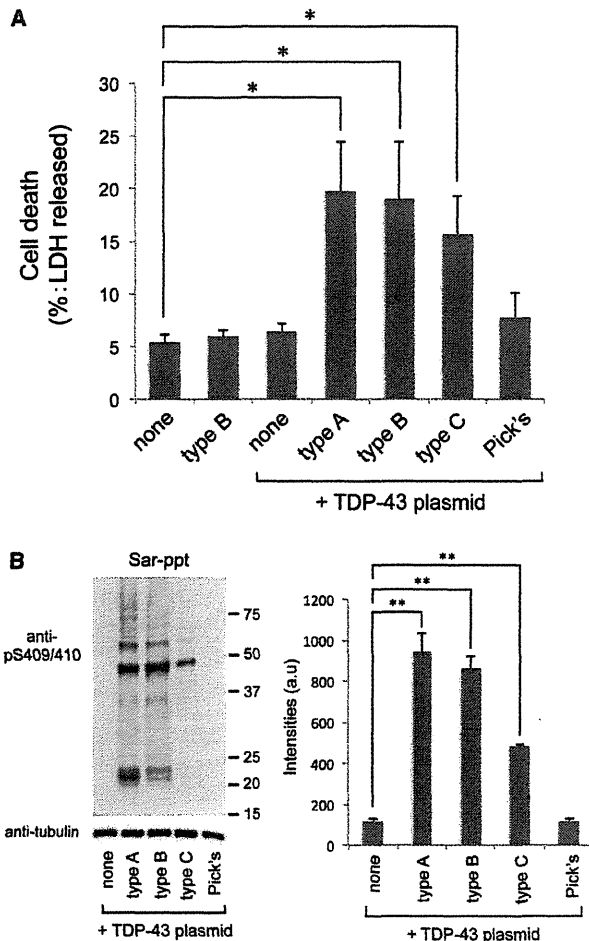 A
*
*
*
30
25
20
15
10
5
0
Cell death
(%: LDH released)
none
type B
none
type A
type B
type C
Pick's
+ TDP-43 plasmid
B
Sar-ppt
anti-
pS409/410
75
50
37
25
20
15
anti-tubulin
none
type A
type B
type C
Pick's
+ TDP-43 plasmid
**
**
**
1200
1000
800
600
400
200
0
Intensities (a.u)
none
type A
type B
type C
Pick's
+ TDP-43 plasmid